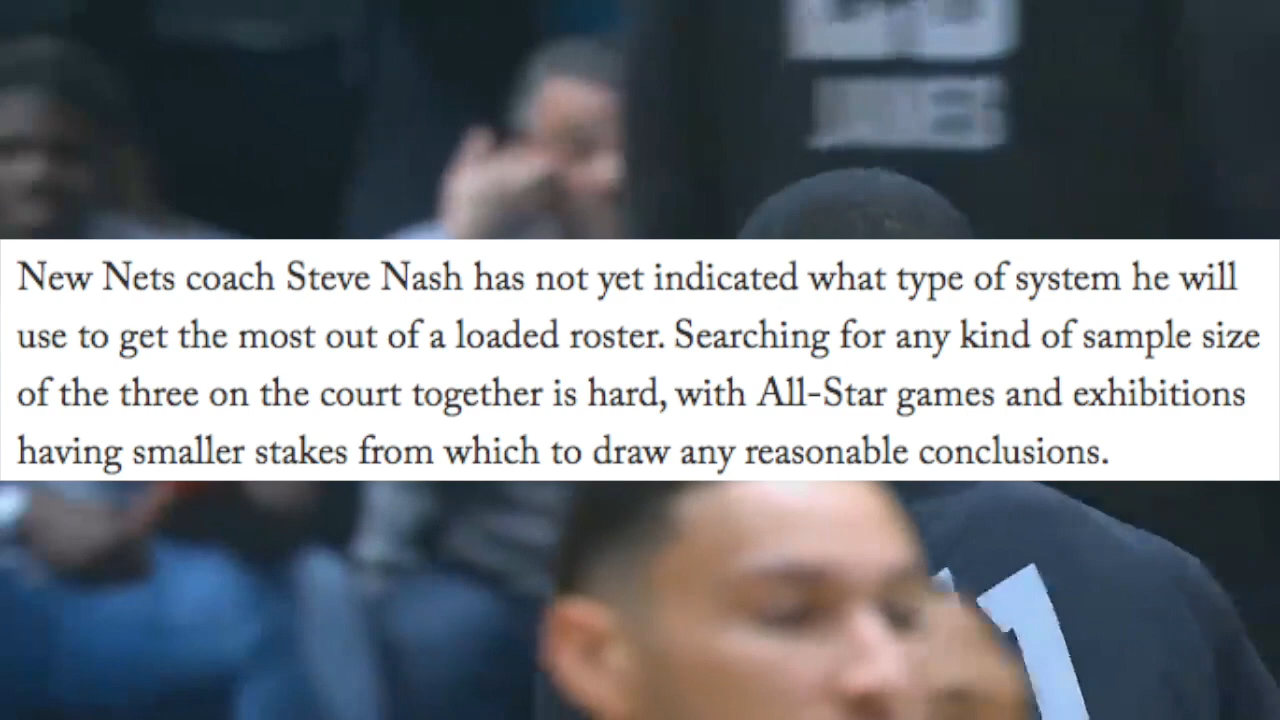 New Nets coach Steve Nash has not yet indicated what type of system he will
use to get the most out of a loaded roster. Searching for any kind of sample size
of the three on the court together is hard, with All-Star games and exhibitions
having smaller stakes from which to draw any reasonable conclusions.
1